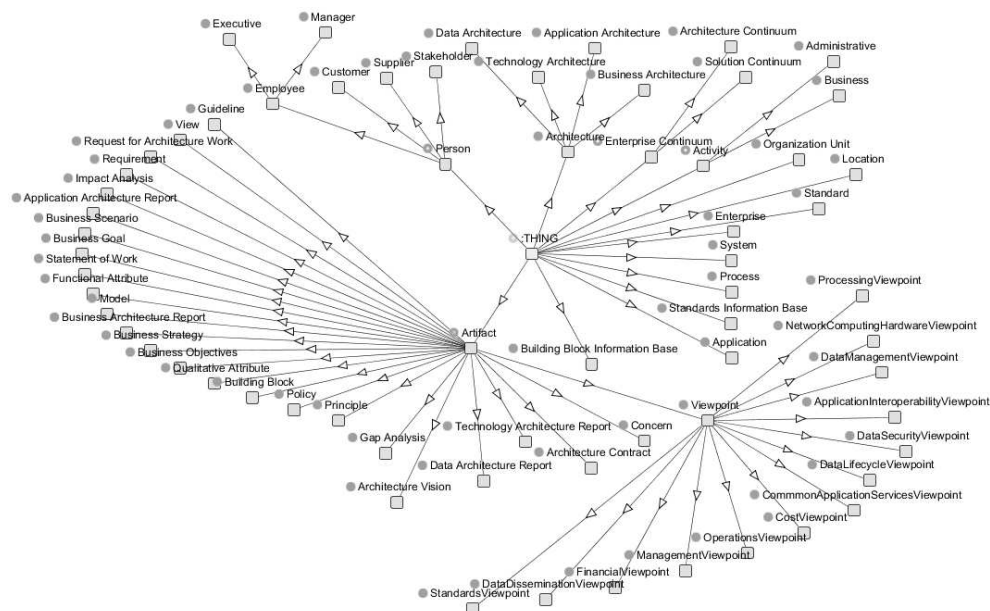 Executive
Manager
Data Architecture
Application Architecture
Architecture Continuum
Administrative
Customer
Supplier
Stakeholder
Technology Architecture
Solution Continuum
Employee
Business Architecture
Business
Guideline
View
Request for Architecture Work
Person
Architecture
Enterprise Continuum
Activity
Organization Unit
Requirement
Location
Impact Analysis
Standard
Application Architecture Report
Enterprise
Business Scenario
:THING
System
Business Goal
Statement of Work
Process
ProcessingViewpoint
Functional Attribute
Model
Standards Information Base
Business Architecture Report
NetworkComputingHardwareViewpoint
Business Strategy
Artifact
Application
Business Objectives
Building Block Information Base
DataManagementViewpoint
Qualitative Attribute
Building Block
Policy
Principle
Viewpoint
ApplicationInteroperabilityViewpoint
Technology Architecture Report
Concern
Gap Analysis
DataSecurityViewpoint
Architecture Contract
Data Architecture Report
DataLifecycleViewpoint
Architecture Vision
CommmonApplicationServicesViewpoint
CostViewpoint
OperationsViewpoint
ManagementViewpoint
FinancialViewpoint
DataDisseminationViewpoint
StandardsViewpoint